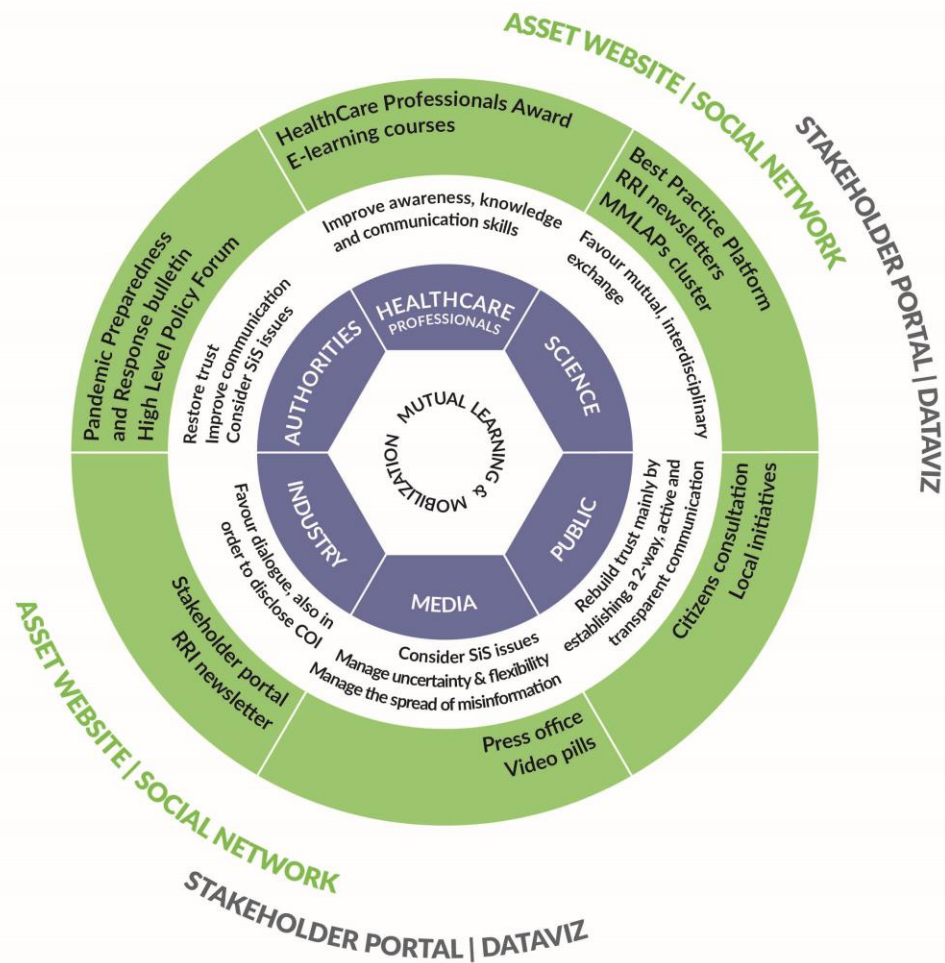 ASSET WEBSITE | SOCIAL NETWORK
STAKEHOLDER PORTAL | DATAVIZ
HealthCare Professionals Award
E-learning courses
Best Practice Platform
RRI newsletters
MMLAPs cluster
Pandemic Preparedness
and Response bulletin
High Level Policy Forum
Improve awareness, knowledge
and communication skills
Favour mutual, interdisciplinary
exchange
Restore trust
Improve communication
Consider SiS issues
HEALTHCARE
PROFESSIONALS
AUTHORITIES
SCIENCE
MUTUAL LEARNING & MOBILIZATION
INDUSTRY
PUBLIC
MEDIA
Favour dialogue, also in
order to disclose COI
Rebuild trust mainly by
establishing a 2-way, active and
transparent communication
Consider SiS issues
Manage uncertainty & flexibility
Manage the spread of misinformation
Citizens consultation
Local initiatives
Stakeholder portal
RRI newsletter
Press office
Video pills
ASSET WEBSITE | SOCIAL NETWORK
STAKEHOLDER PORTAL | DATAVIZ